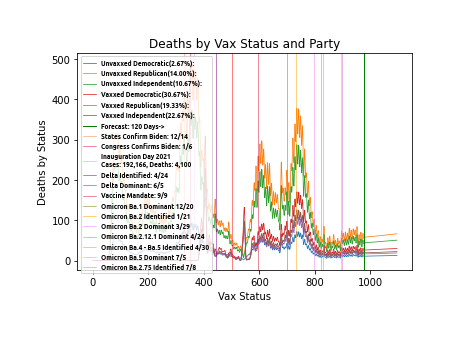 Deaths by Vax Status and Party
Deaths by Status
500
400
300
200
100
0
Unvaxxed Democratic(2.67%):
Unvaxxed Republican(14.00%):
Unvaxxed Independent(10.67%):
Vaxxed Democratic(30.67%):
Vaxxed Republican(19.33%):
Vaxxed Independent(22.67%):
Forecast: 120 Days->
States Confirm Biden: 12/14
Congress Confirms Biden: 1/6
Inauguration Day 2021
Cases: 192,166, Deaths: 4,100
Delta Identified: 4/24
Delta Dominant: 6/5
Vaccine Mandate: 9/9
Omicron Ba.1 Dominant 12/20
Omicron Ba.2 Identified 1/21
Omicron Ba.2 Dominant 3/29
Omicron Ba.2.12.1 Dominant 4/24
Omicron Ba.4 - Ba.5 Identified 4/30
Omicron Ba.5 Dominant 7/5
Omicron Ba.2.75 Identified 7/8
0 200 400 600 800 1000
Vax Status